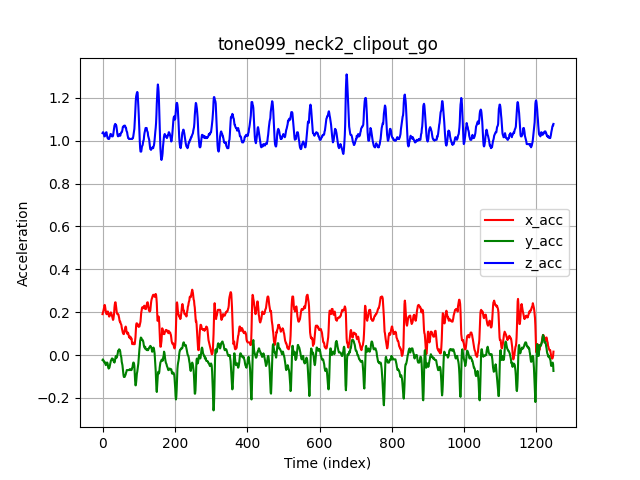 tone099_neck2_clipout_go
1.2
1.0
0.8
0.6
0.4
0.2
0.0
−0.2
Acceleration
x_acc
y_acc
z_acc
0 200 400 600 800 1000 1200
Time (index)